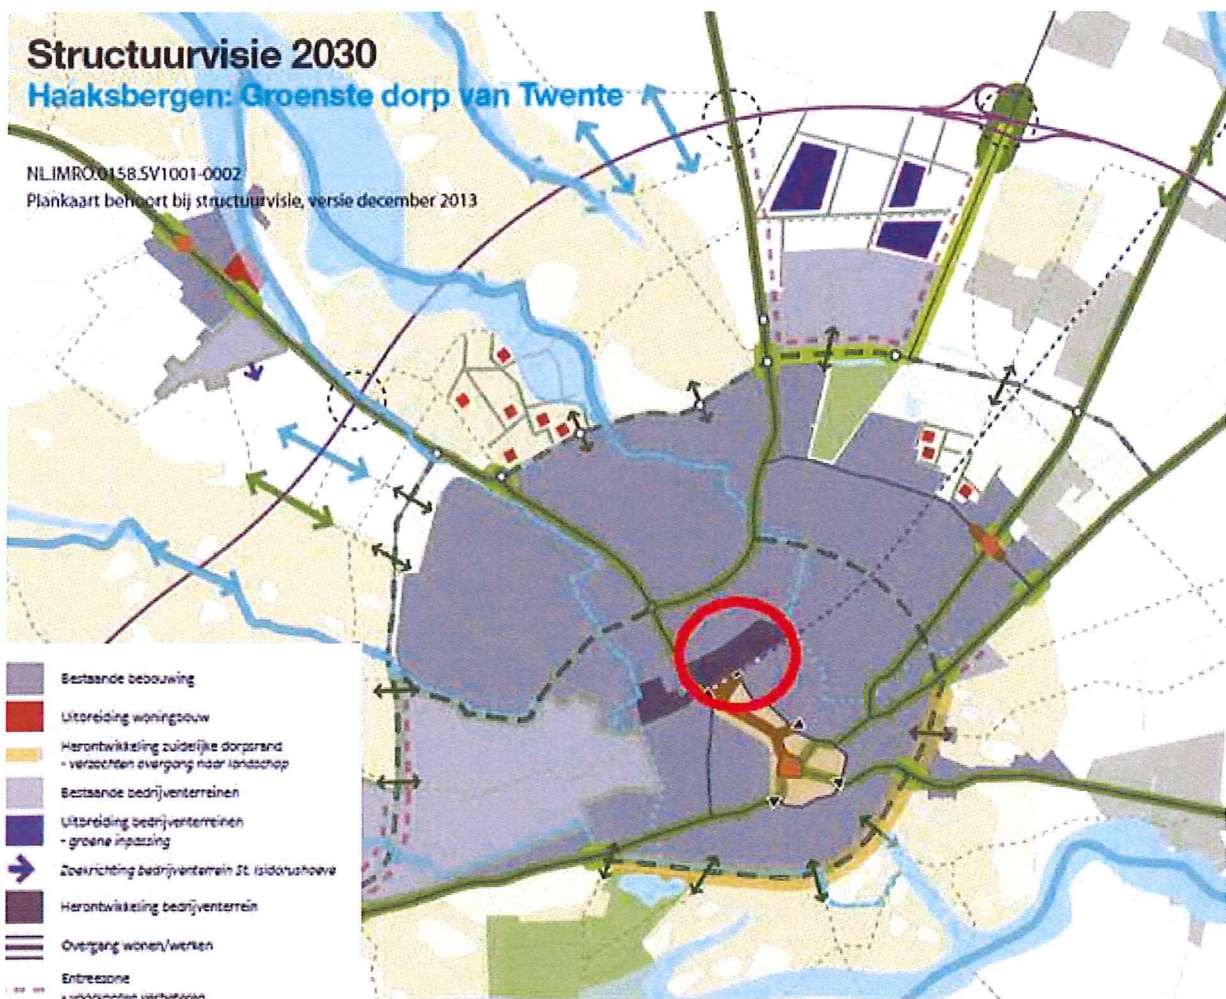 Structuurvisie 2030
Haaksbergen: Groenste dorp van Twente
NL.IMRO.0158.SV1001-0002
Plankaart behoort bij structuurvisie, versie december 2013
Bestaande bebouwing
Uitbreiding woningbouw
Herontwikkeling zuidelijke dorpsrand
- verzachten overgang naar landschap
Bestaande bedrijventerreinen
Uitbreiding bedrijventerreinen
- groene inpassing
Zoekrichting bedrijventerrein St. Isidorushoeve
Herontwikkeling bedrijventerrein
Overgang wonen/werken
Entreezone
- voorkanten verbeteren